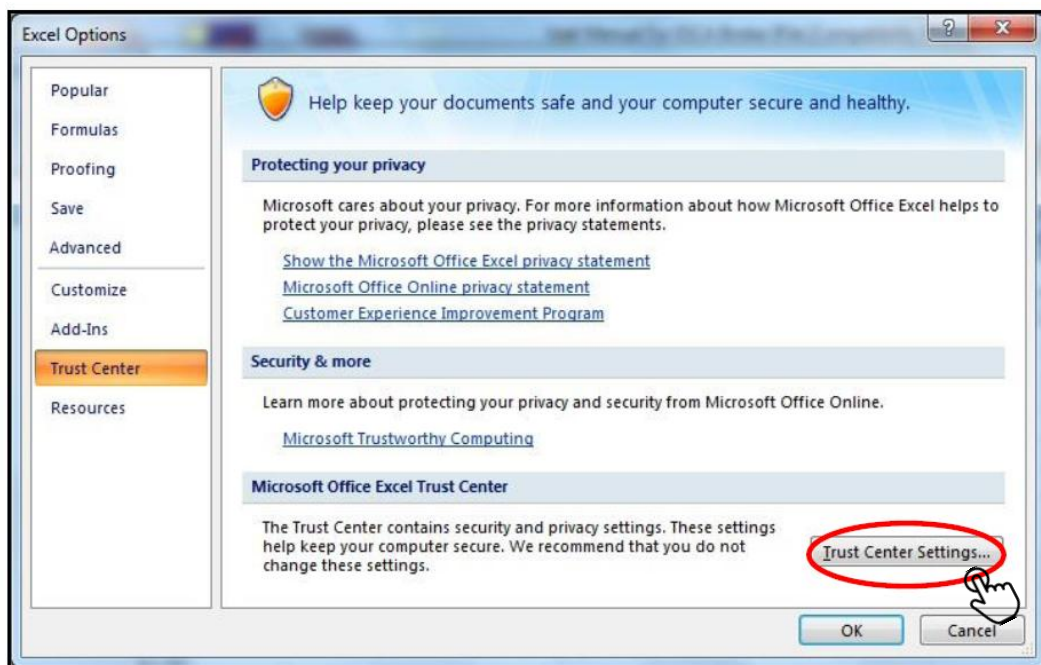 Excel Options
Popular
Formulas
Proofing
Save
Advanced
Customize
Add-Ins
Trust Center
Resources
Help keep your documents safe and your computer secure and healthy.
Protecting your privacy
Microsoft cares about your privacy. For more information about how Microsoft Office Excel helps to
protect your privacy, please see the privacy statements.
Show the Microsoft Office Excel privacy statement
Microsoft Office Online privacy statement
Customer Experience Improvement Program
Security & more
Learn more about protecting your privacy and security from Microsoft Office Online.
Microsoft Trustworthy Computing
Microsoft Office Excel Trust Center
The Trust Center contains security and privacy settings. These settings
help keep your computer secure. We recommend that you do not
change these settings.
Trust Center Settings...
OK
Cancel